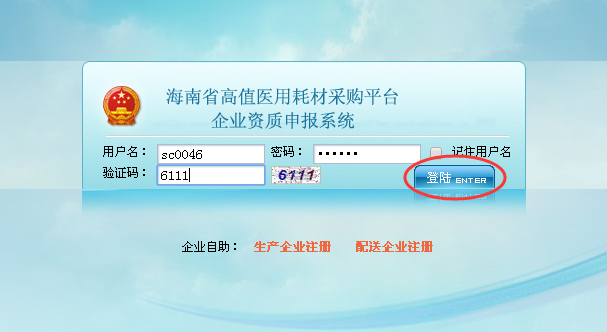 海南省高值医用耗材采购平台
企业资质申报系统
用户名： sc0046 密码： •••••• 记住用户名
验证码： 6111 6111 登陆 ENTER
企业自助： 生产企业注册 配送企业注册